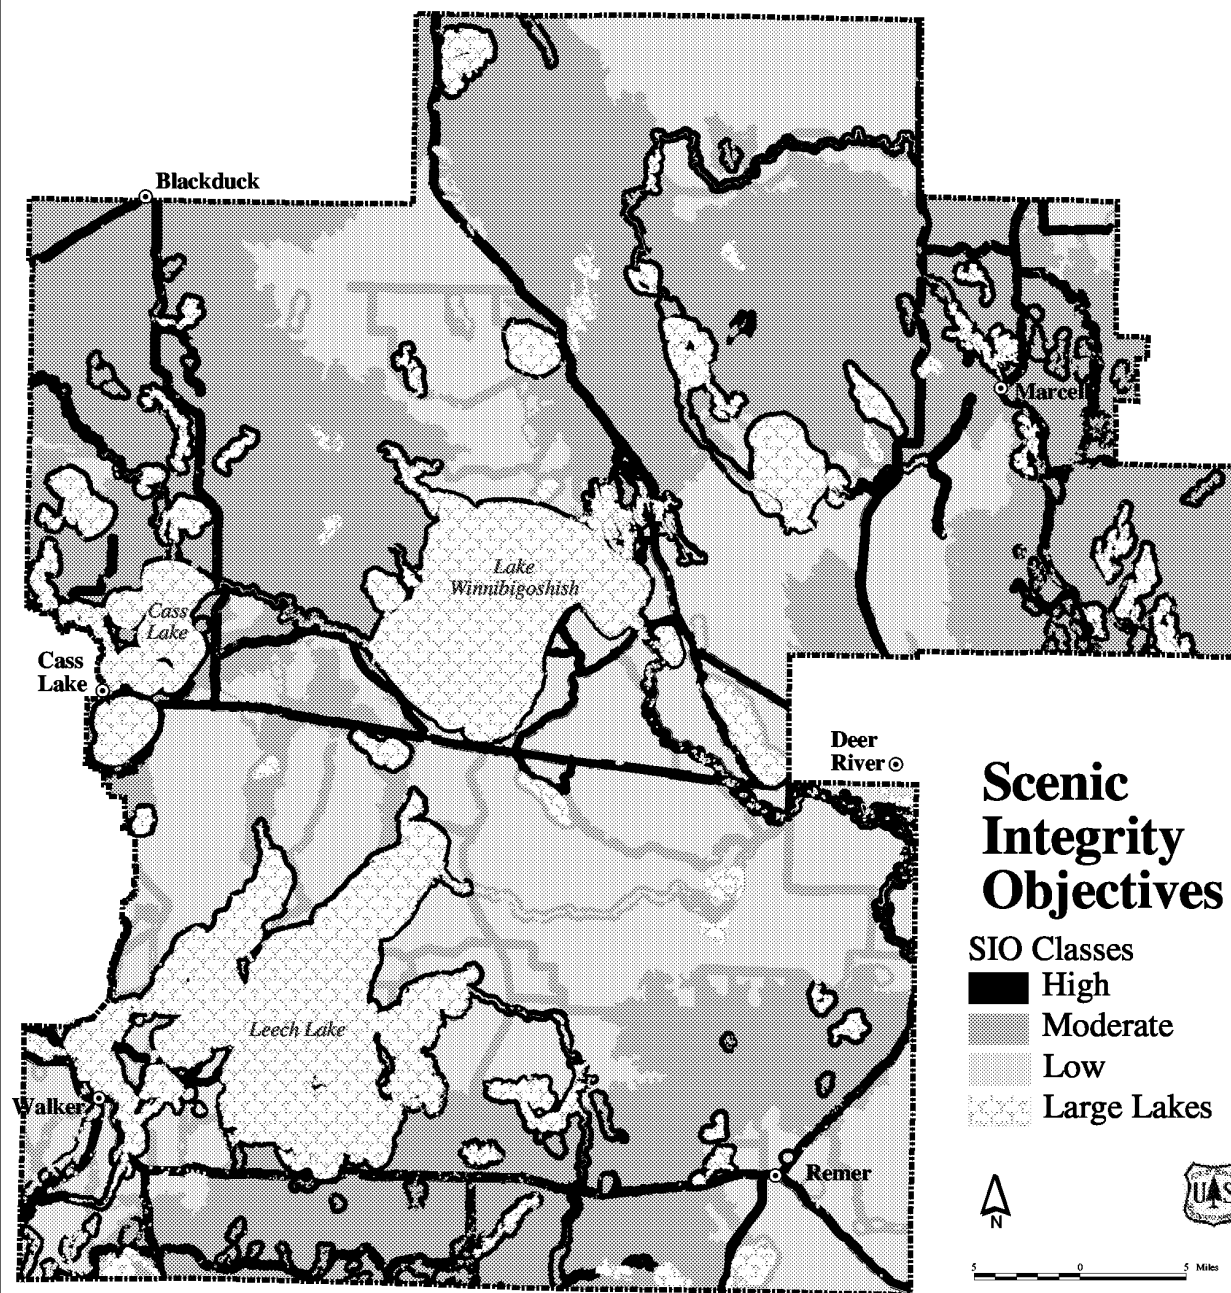 Blackduck
Marcell
Lake
Winnibigoshish
Cass
Lake
Cass
Lake
Deer
River
Scenic
Integrity
Objectives
SIO Classes
High
Moderate
Low
Large Lakes
Leech Lake
Walker
Remer
N
UAS
5 0 5 Miles